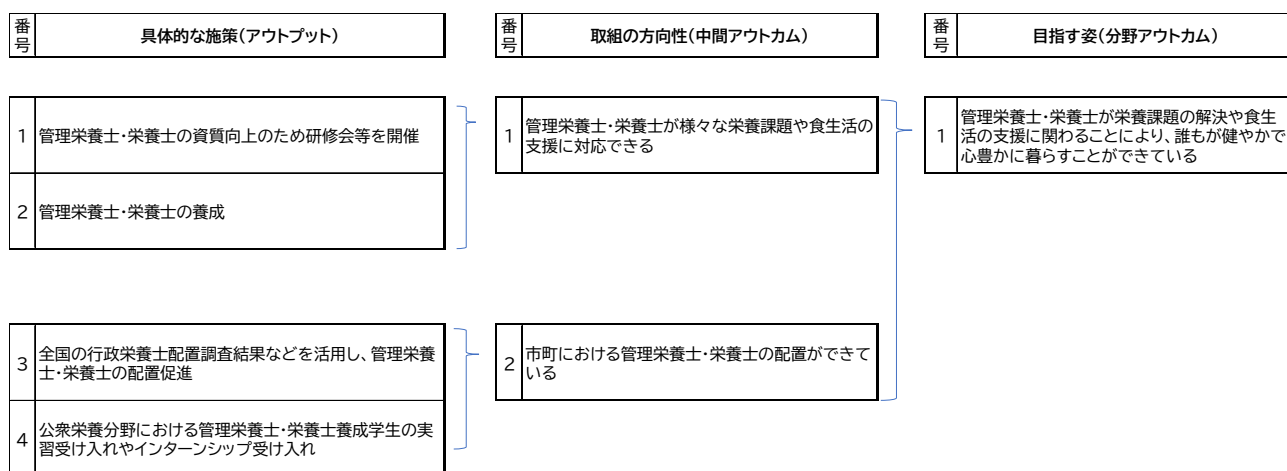 番号
具体的な施策(アウトプット)
番号
取組の方向性(中間アウトカム)
番号
目指す姿(分野アウトカム)
1
管理栄養士・栄養士の資質向上のため研修会等を開催
2
管理栄養士・栄養士の養成
1
管理栄養士・栄養士が様々な栄養課題や食生活の
支援に対応できる
1
管理栄養士・栄養士が栄養課題の解決や食生
活の支援に関わることにより、誰もが健やかで
心豊かに暮らすことができている
3
全国の行政栄養士配置調査結果などを活用し、管理栄養
士・栄養士の配置促進
4
公衆栄養分野における管理栄養士・栄養士養成学生の実
習受け入れやインターンシップ受け入れ
2
市町における管理栄養士・栄養士の配置ができて
いる